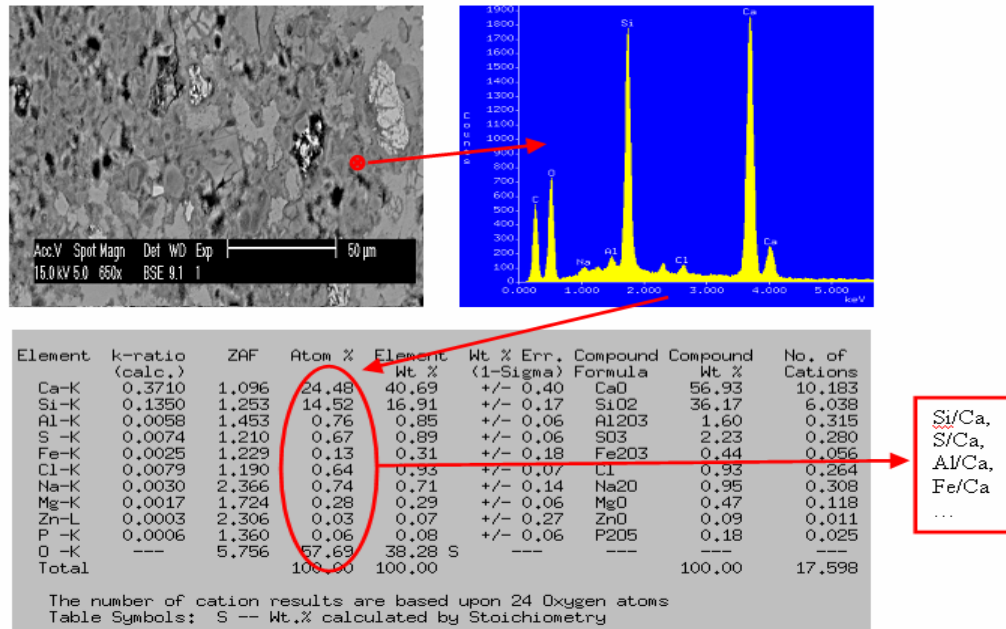 Acc.V Spot Magn Det WD Exp 50 µm
15.0 kV 5.0 650x BSE 9.1 1
1900
1800
1700
1600
1500
1400
1300
1200
1100
1000
900
800
700
600
500
400
300
200
100
0
Counts
C
O
Na
Al
Si
Cl
Ca
Ca
0.000 1.000 2.000 3.000 4.000 5.000
keV
Element k-ratio ZAF Atom % Element Wt % Err. Compound Compound No. of
(calc.) Wt % (1-Sigma) Formula Wt % Cations
Ca-K 0.3710 1.096 24.48 40.69 +/- 0.40 CaO 56.93 10.183
Si-K 0.1350 1.253 14.52 16.91 +/- 0.17 SiO2 36.17 6.038
Al-K 0.0058 1.453 0.76 0.85 +/- 0.06 Al2O3 1.60 0.315
S -K 0.0074 1.210 0.67 0.89 +/- 0.06 SO3 2.23 0.280
Fe-K 0.0025 1.229 0.13 0.31 +/- 0.18 Fe2O3 0.44 0.056
Cl-K 0.0079 1.190 0.64 0.93 +/- 0.07 Cl 0.93 0.264
Na-K 0.0030 2.366 0.74 0.71 +/- 0.14 Na2O 0.95 0.308
Mg-K 0.0017 1.724 0.28 0.29 +/- 0.06 MgO 0.47 0.118
Zn-L 0.0003 2.306 0.03 0.07 +/- 0.27 ZnO 0.09 0.011
P -K 0.0006 1.360 0.06 0.08 +/- 0.06 P2O5 0.18 0.025
O -K --- 5.756 57.69 38.28 S --- --- --- ---
Total 100.00 100.00 100.00 17.598
The number of cation results are based upon 24 Oxygen atoms
Table Symbols: S -- Wt.% calculated by Stoichiometry
Si/Ca,
S/Ca,
Al/Ca,
Fe/Ca
…